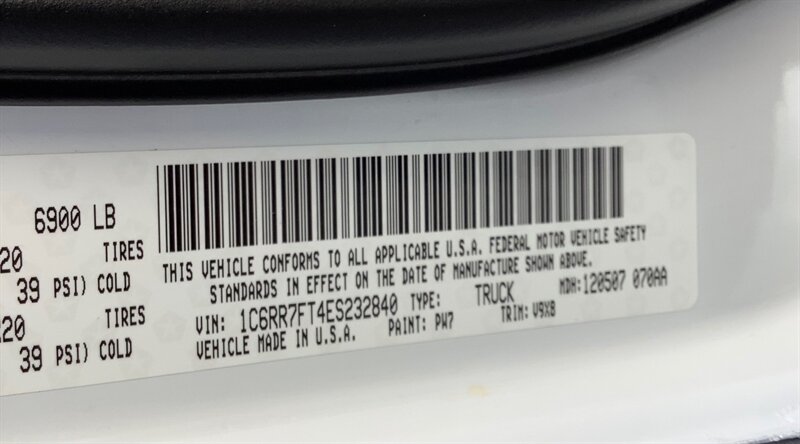 6900 LB
20 TIRES
39 PSI) COLD
20 TIRES
39 PSI) COLD
THIS VEHICLE CONFORMS TO ALL APPLICABLE U.S.A. FEDERAL MOTOR VEHICLE SAFETY
STANDARDS IN EFFECT ON THE DATE OF MANUFACTURE SHOWN ABOVE.
VIN: 1C6RR7FT4ES232840 TYPE: TRUCK MDH:120507 070AA
VEHICLE MADE IN U.S.A. PAINT: PW7 TRIM: V9X8